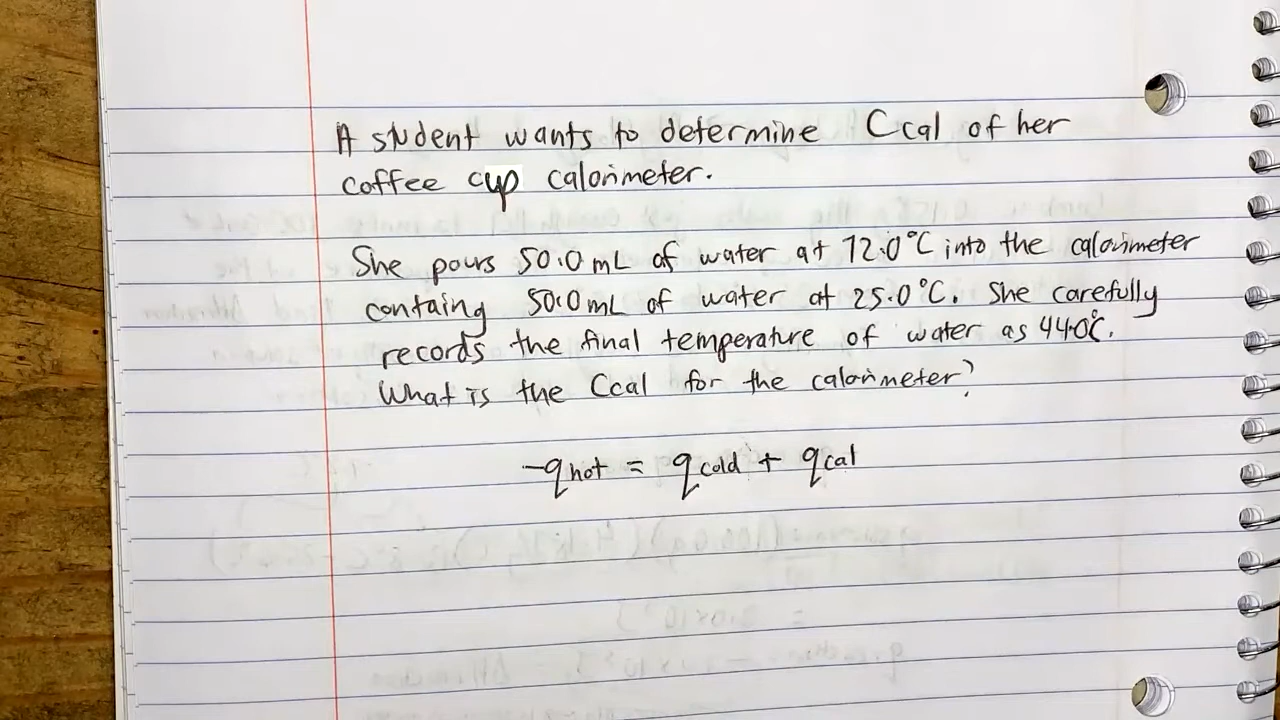 A student wants to determine Ccal of her
coffee cup calorimeter.
She pours 50.0 mL of water at 72.0°C into the calorimeter
containg 50.0 mL of water at 25.0°C. She carefully
records the final temperature of water as 44.0°C.
What is the Ccal for the calorimeter?
-qhot = qcold + qcal